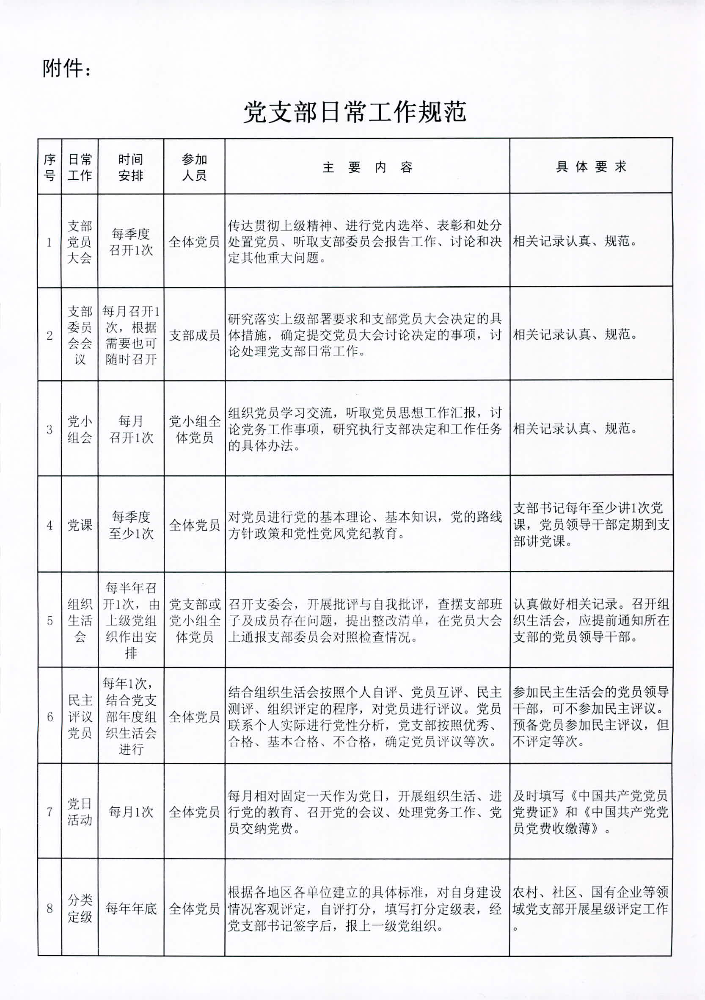 附件：
党支部日常工作规范
序
号
日常
工作
时间
安排
参加
人员
主 要 内 容
具 体 要 求
1
支部
党员
大会
每季度
召开1次
全体党员
传达贯彻上级精神、进行党内选举、表彰和处分
处置党员、听取支部委员会报告工作、讨论和决
定其他重大问题。
相关记录认真、规范。
2
支部
委员
会会
议
每月召开1
次，根据
需要也可
随时召开
支部成员
研究落实上级部署要求和支部党员大会决定的具
体措施，确定提交党员大会讨论决定的事项，讨
论处理党支部日常工作。
相关记录认真、规范。
3
党小
组会
每月
召开1次
党小组全
体党员
组织党员学习交流，听取党员思想工作汇报，讨
论党务工作事项，研究执行支部决定和工作任务
的具体办法。
相关记录认真、规范。
4
党课
每季度
至少1次
全体党员
对党员进行党的基本理论、基本知识，党的路线
方针政策和党性党风党纪教育。
支部书记每年至少讲1次党
课，党员领导干部定期到支
部讲党课。
5
组织
生活
会
每半年召
开1次，由
上级党组
织作出安
排
党支部或
党小组全
体党员
召开支委会，开展批评与自我批评，查摆支部班
子及成员存在问题，提出整改清单，在党员大会
上通报支部委员会对照检查情况。
认真做好相关记录。召开组
织生活会，应提前通知所在
支部的党员领导干部。
6
民主
评议
党员
每年1次，
结合党支
部年度组
织生活会
进行
全体党员
结合组织生活会按照个人自评、党员互评、民主
测评、组织评定的程序，对党员进行评议。党员
联系个人实际进行党性分析，党支部按照优秀、
合格、基本合格、不合格，确定党员评议等次。
参加民主生活会的党员领导
干部，可不参加民主评议。
预备党员参加民主评议，但
不评定等次。
7
党日
活动
每月1次
全体党员
每月相对固定一天作为党日，开展组织生活、进
行党的教育、召开党的会议、处理党务工作、党
员交纳党费。
及时填写《中国共产党党员
党费证》和《中国共产党党
员党费收缴薄》。
8
分类
定级
每年年底
全体党员
根据各地区各单位建立的具体标准，对自身建设
情况客观评定，自评打分，填写打分定级表，经
党支部书记签字后，报上一级党组织。
农村、社区、国有企业等领
域党支部开展星级评定工作
。